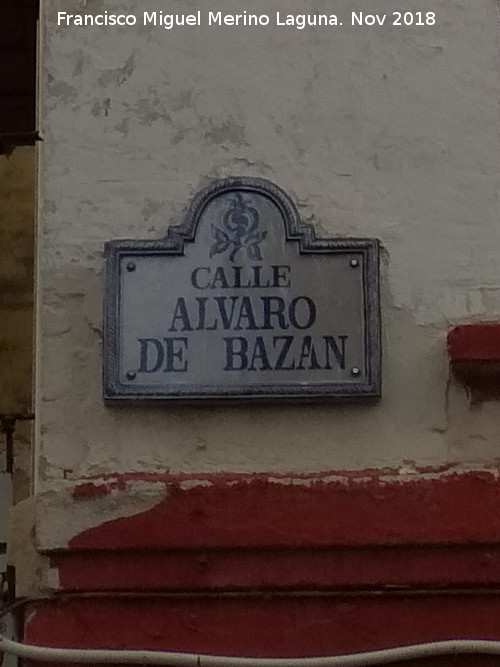 Francisco Miguel Merino Laguna. Nov 2018
CALLE
ALVARO
DE BAZAN